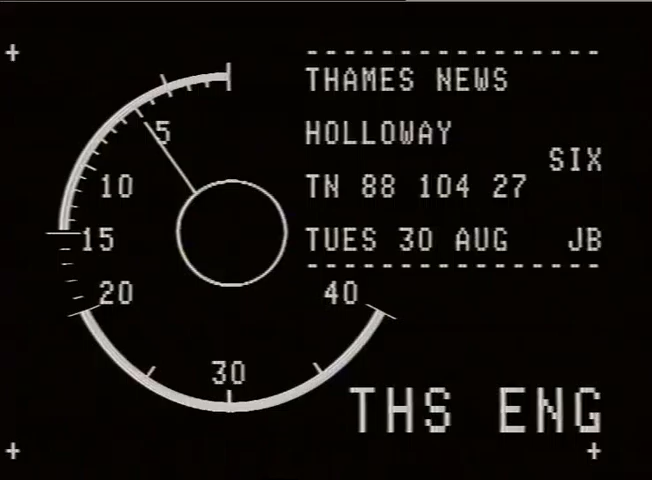 THAMES NEWS
HOLLOWAY
SIX
TN 88 104 27
TUES 30 AUG JB
5
10
15
20
30
40
THS ENG